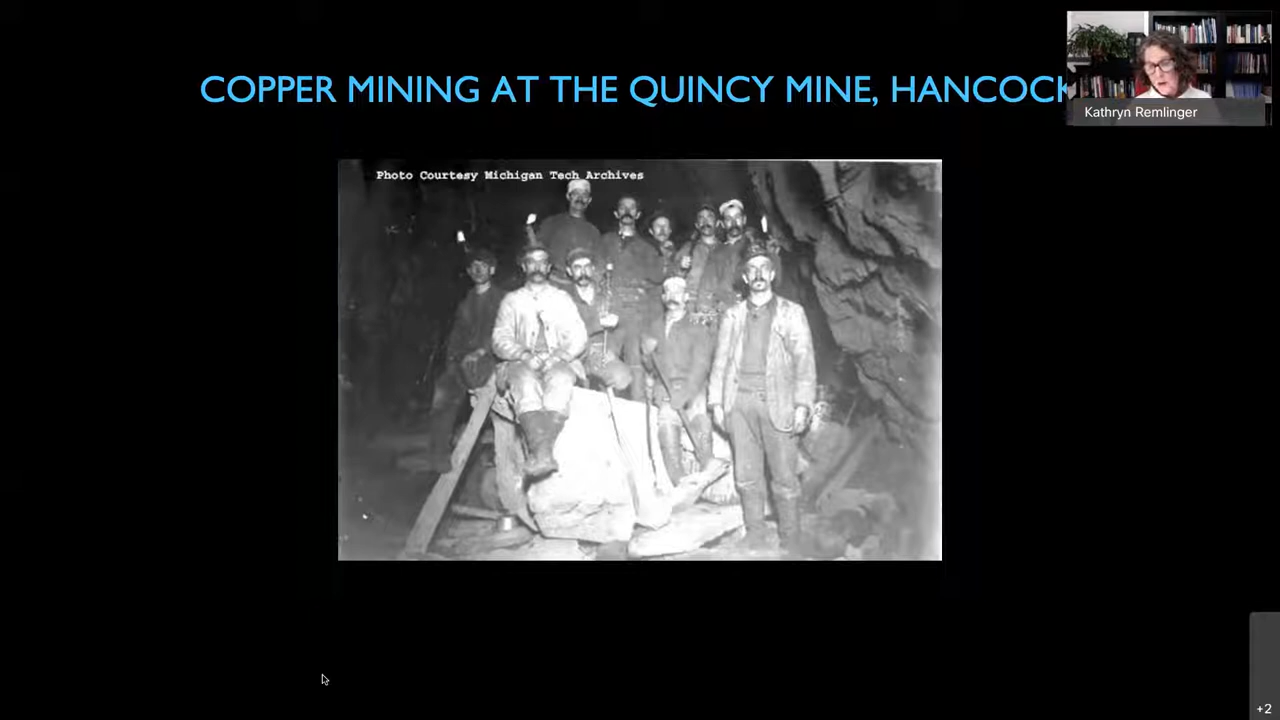 COPPER MINING AT THE QUINCY MINE, HANCOCK
Kathryn Remlinger
Photo Courtesy Michigan Tech Archives
+2